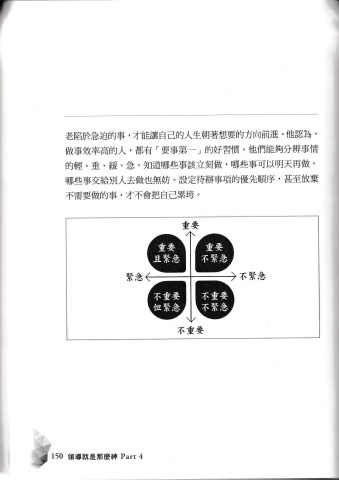 老陷於急迫的事，才能讓自己的人生朝著想要的方向前進。他認為，
做事效率高的人，都有「要事第一」的好習慣，他們能夠分辨事情
的輕、重、緩、急，知道哪些事該立刻做，哪些事可以明天再做，
哪些事交給別人去做也無妨。設定待辦事項的優先順序，甚至放棄
不需要做的事，才不會把自己累垮。
重要
重要
且緊急
重要
不緊急
緊急
不緊急
不重要
但緊急
不重要
不緊急
不重要
150 領導就是那麼神 Part 4